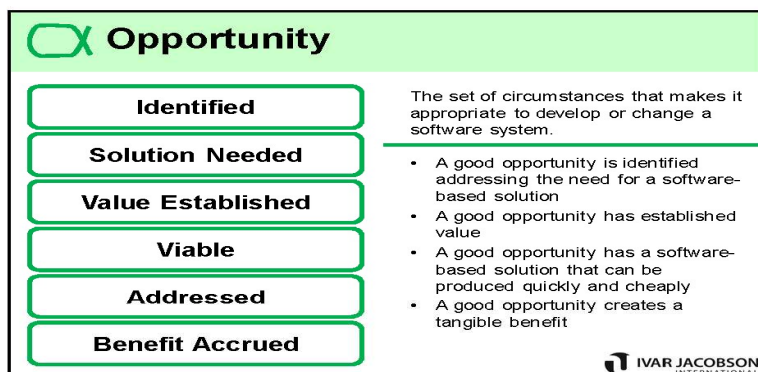 Opportunity
Identified
Solution Needed
Value Established
Viable
Addressed
Benefit Accrued
The set of circumstances that makes it
appropriate to develop or change a
software system.
• A good opportunity is identified
addressing the need for a software-
based solution
• A good opportunity has established
value
• A good opportunity has a software-
based solution that can be
produced quickly and cheaply
• A good opportunity creates a
tangible benefit
IVAR JACOBSON
INTERNATIONAL